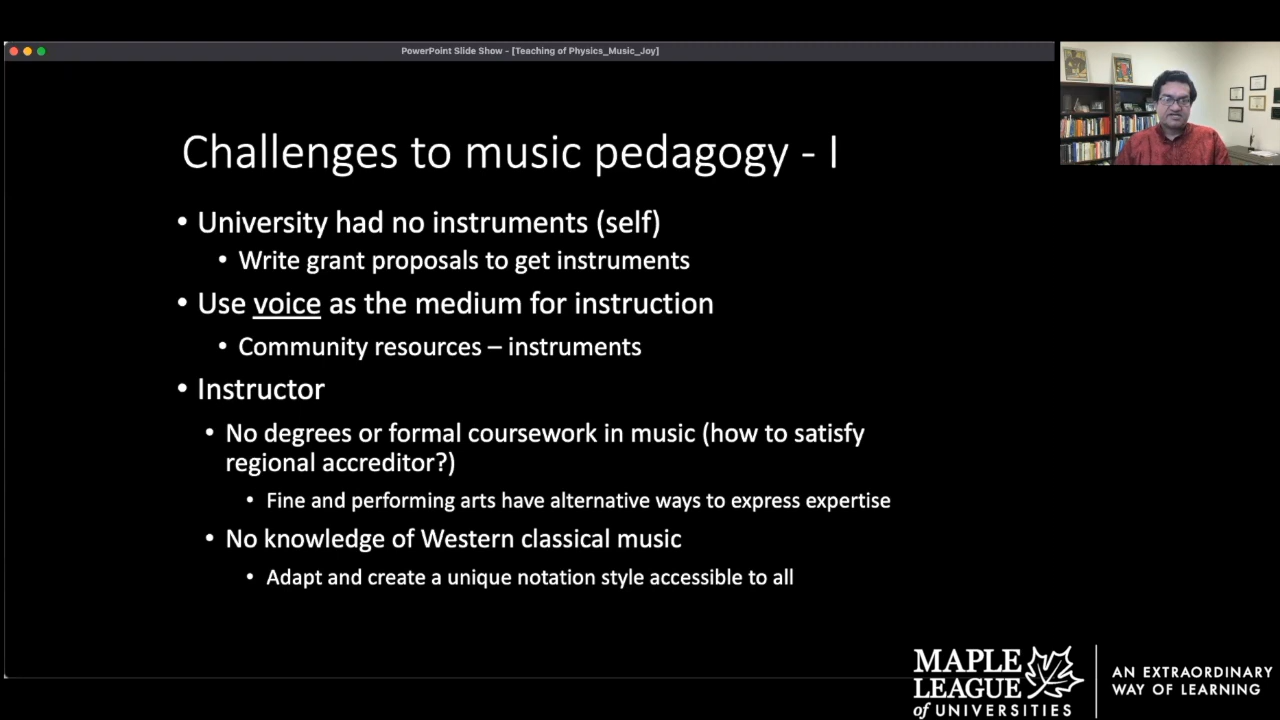 PowerPoint Slide Show - [Teaching of Physics_Music_Joy]
Challenges to music pedagogy - I
• University had no instruments (self)
• Write grant proposals to get instruments
• Use voice as the medium for instruction
• Community resources – instruments
• Instructor
• No degrees or formal coursework in music (how to satisfy
regional accreditor?)
• Fine and performing arts have alternative ways to express expertise
• No knowledge of Western classical music
• Adapt and create a unique notation style accessible to all
MAPLE
LEAGUE
of UNIVERSITIES
AN EXTRAORDINARY
WAY OF LEARNING